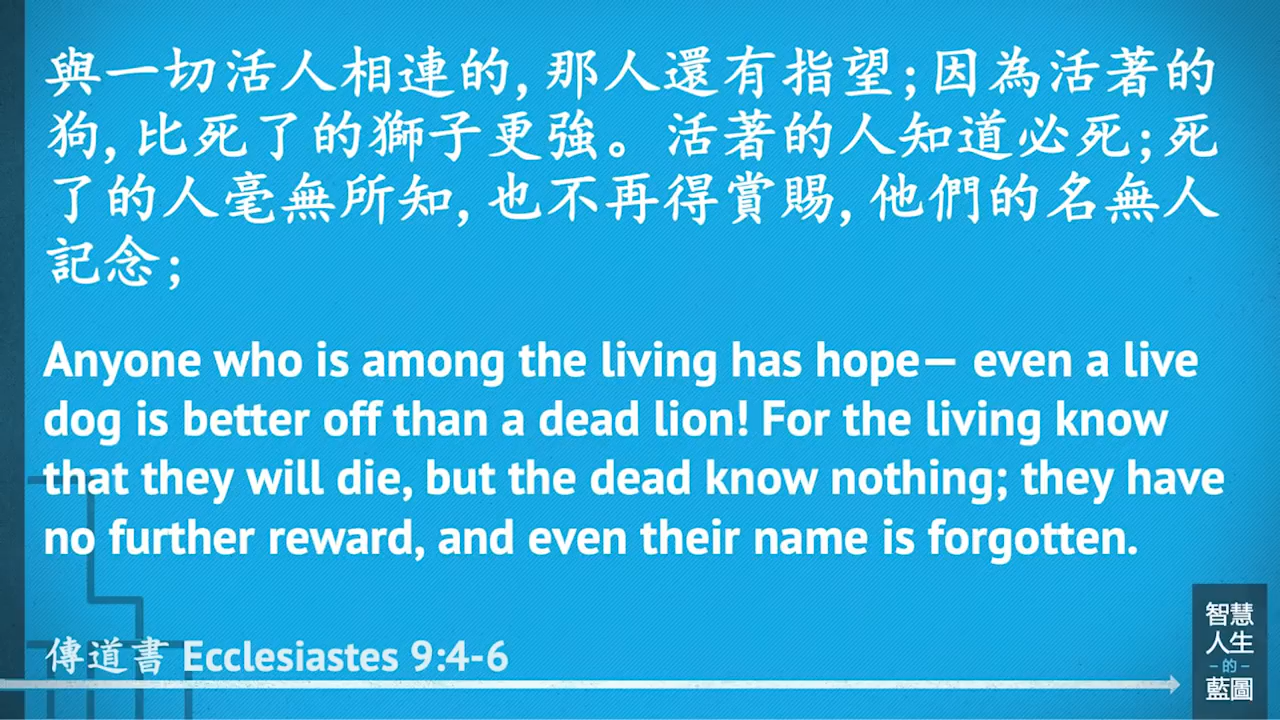 與一切活人相連的,那人還有指望;因為活著的
狗,比死了的獅子更強。活著的人知道必死;死
了的人毫無所知,也不再得賞賜,他們的名無人
記念;
Anyone who is among the living has hope— even a live
dog is better off than a dead lion! For the living know
that they will die, but the dead know nothing; they have
no further reward, and even their name is forgotten.
傳道書 Ecclesiastes 9:4-6
智慧
人生
–的–
藍圖